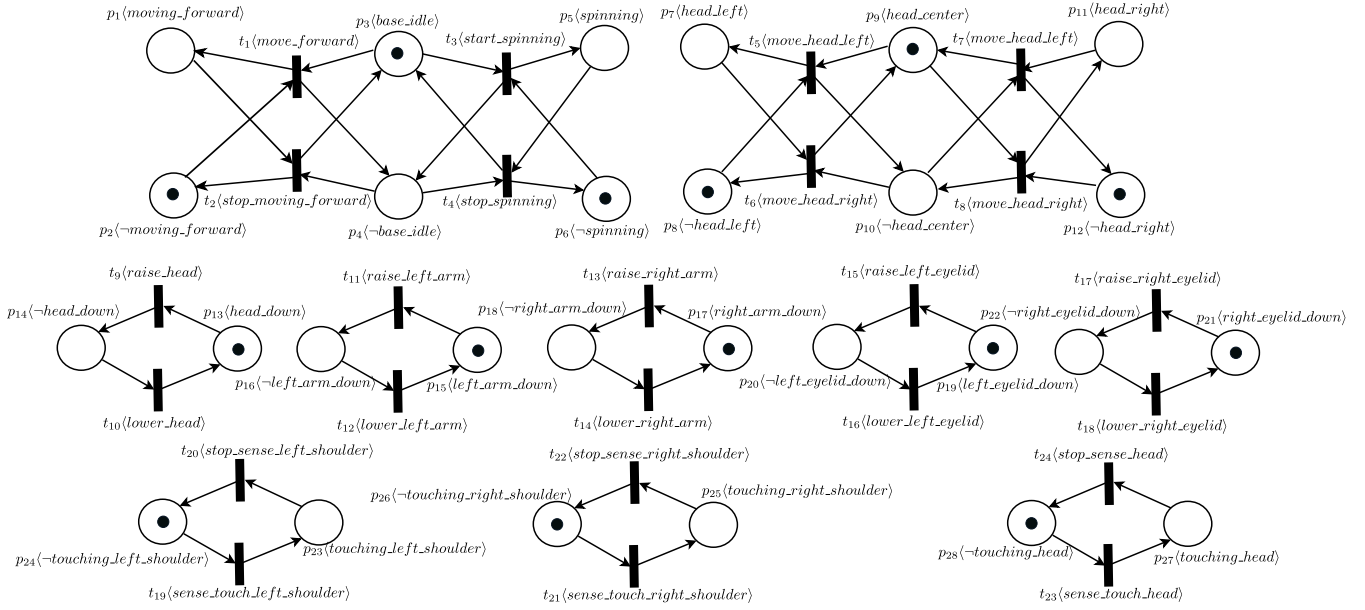 p₁⟨moving_forward⟩
p₃⟨base_idle⟩
p₅⟨spinning⟩
t₁⟨move_forward⟩
t₃⟨start_spinning⟩
t₂⟨stop_moving_forward⟩
t₄⟨stop_spinning⟩
p₂⟨¬moving_forward⟩
p₄⟨¬base_idle⟩
p₆⟨¬spinning⟩
p₇⟨head_left⟩
p₉⟨head_center⟩
p₁₁⟨head_right⟩
t₅⟨move_head_left⟩
t₇⟨move_head_left⟩
t₆⟨move_head_right⟩
t₈⟨move_head_right⟩
p₈⟨¬head_left⟩
p₁₀⟨¬head_center⟩
p₁₂⟨¬head_right⟩
t₉⟨raise_head⟩
p₁₄⟨¬head_down⟩
p₁₃⟨head_down⟩
t₁₀⟨lower_head⟩
t₁₁⟨raise_left_arm⟩
p₁₆⟨¬left_arm_down⟩
p₁₅⟨left_arm_down⟩
t₁₂⟨lower_left_arm⟩
t₁₃⟨raise_right_arm⟩
p₁₈⟨¬right_arm_down⟩
p₁₇⟨right_arm_down⟩
t₁₄⟨lower_right_arm⟩
t₁₅⟨raise_left_eyelid⟩
p₂₀⟨¬left_eyelid_down⟩
p₁₉⟨left_eyelid_down⟩
t₁₆⟨lower_left_eyelid⟩
t₁₇⟨raise_right_eyelid⟩
p₂₂⟨¬right_eyelid_down⟩
p₂₁⟨right_eyelid_down⟩
t₁₈⟨lower_right_eyelid⟩
t₂₀⟨stop_sense_left_shoulder⟩
p₂₄⟨¬touching_left_shoulder⟩
p₂₃⟨touching_left_shoulder⟩
t₁₉⟨sense_touch_left_shoulder⟩
t₂₂⟨stop_sense_right_shoulder⟩
p₂₆⟨¬touching_right_shoulder⟩
p₂₅⟨touching_right_shoulder⟩
t₂₁⟨sense_touch_right_shoulder⟩
t₂₄⟨stop_sense_head⟩
p₂₈⟨¬touching_head⟩
p₂₇⟨touching_head⟩
t₂₃⟨sense_touch_head⟩